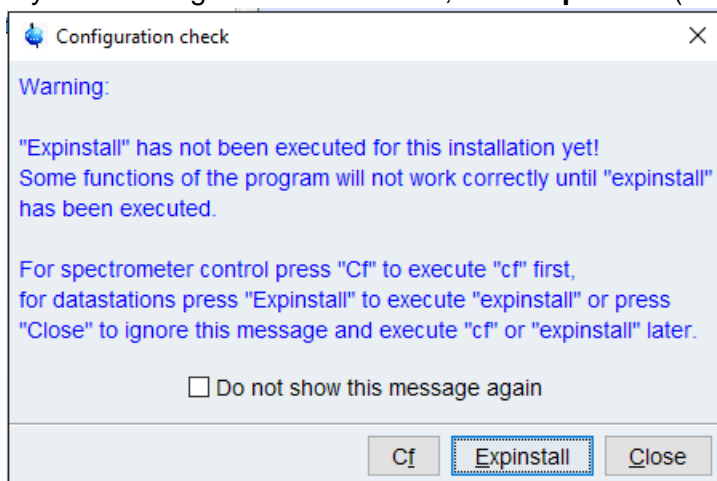 Configuration check
Warning:
"Expinstall" has not been executed for this installation yet!
Some functions of the program will not work correctly until "expinstall"
has been executed.
For spectrometer control press "Cf" to execute "cf" first,
for datastations press "Expinstall" to execute "expinstall" or press
"Close" to ignore this message and execute "cf" or "expinstall" later.
Do not show this message again
Cf Expinstall Close